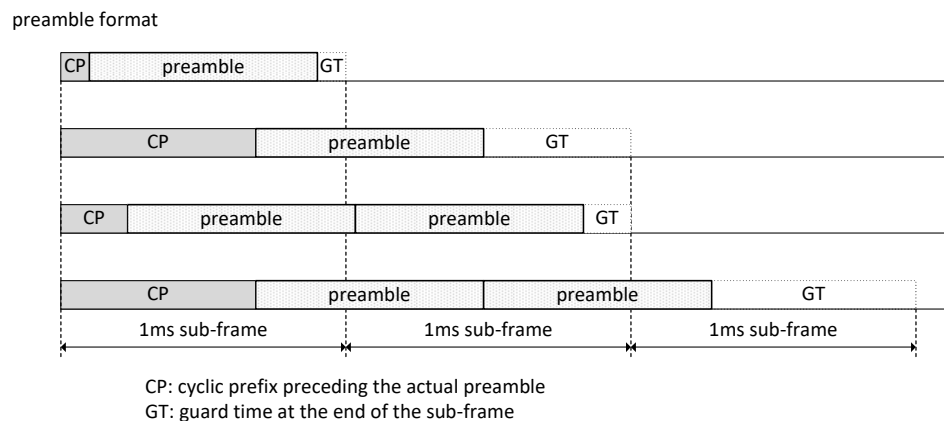 preamble format
CP preamble GT
CP preamble GT
CP preamble preamble GT
CP preamble preamble GT
1ms sub-frame 1ms sub-frame 1ms sub-frame
CP: cyclic prefix preceding the actual preamble
GT: guard time at the end of the sub-frame